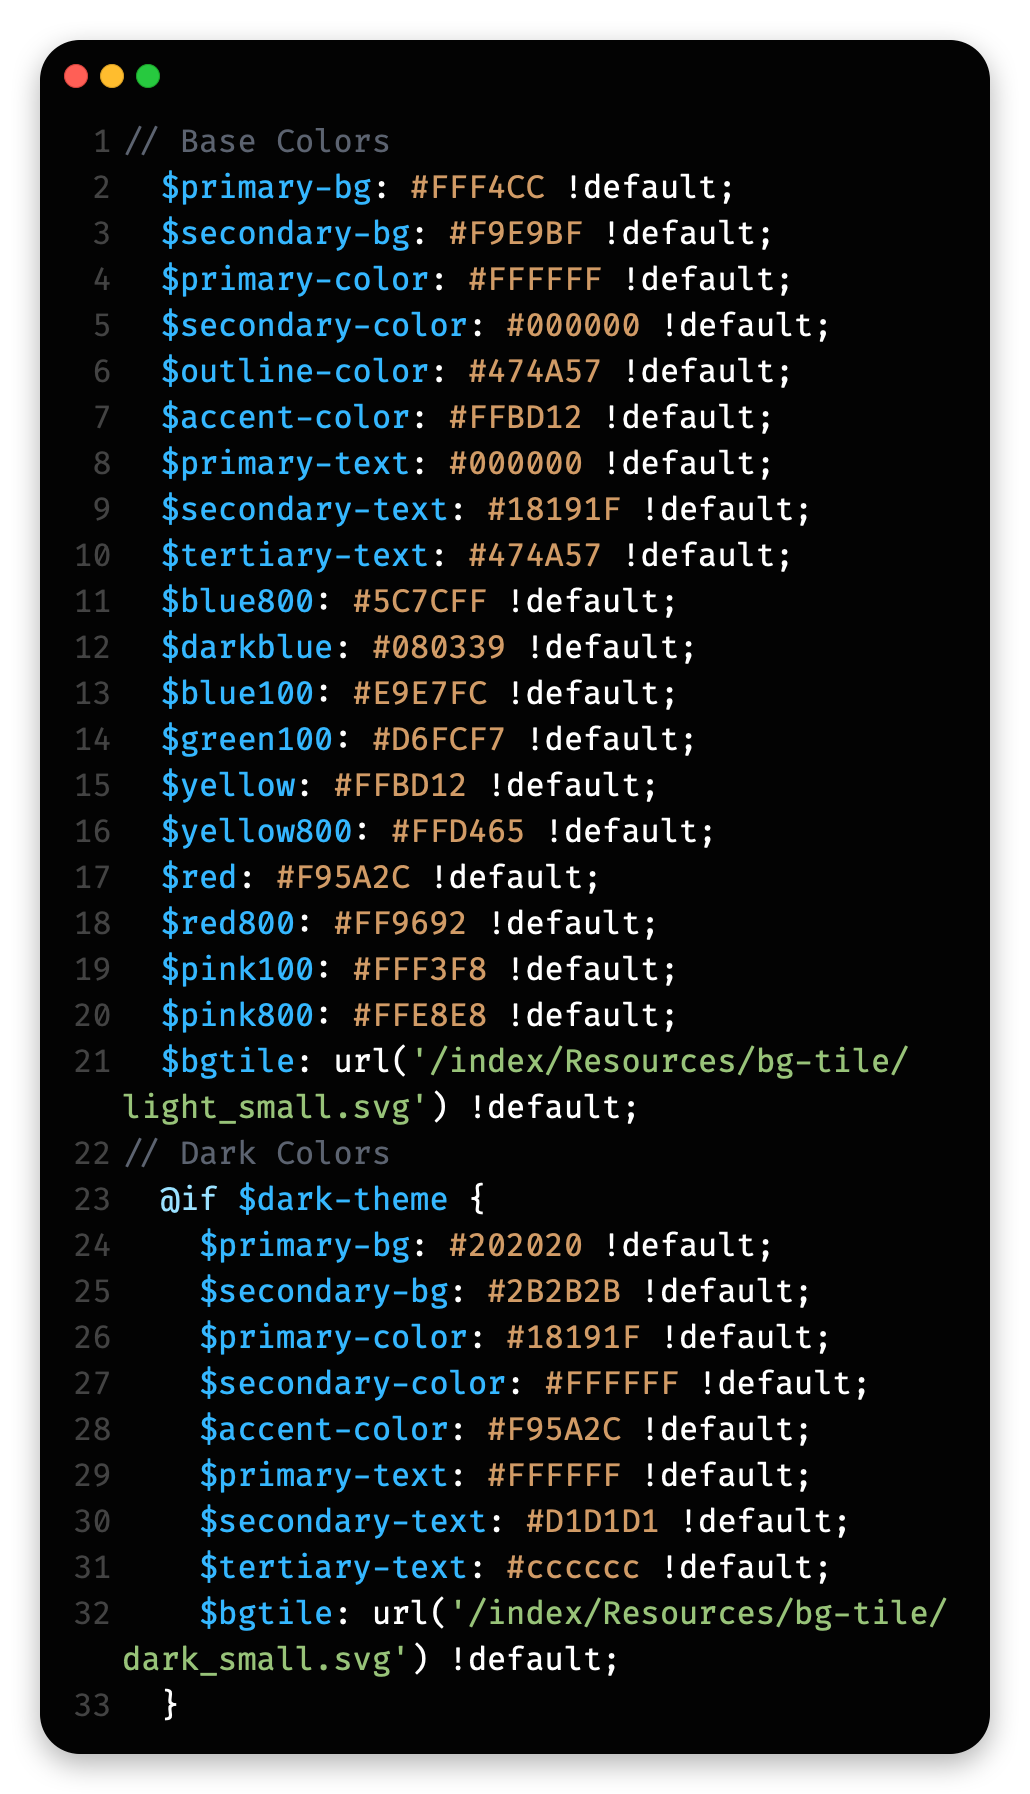 1 // Base Colors
2 $primary-bg: #FFF4CC !default;
3 $secondary-bg: #F9E9BF !default;
4 $primary-color: #FFFFFF !default;
5 $secondary-color: #000000 !default;
6 $outline-color: #474A57 !default;
7 $accent-color: #FFBD12 !default;
8 $primary-text: #000000 !default;
9 $secondary-text: #18191F !default;
10 $tertiary-text: #474A57 !default;
11 $blue800: #5C7CFF !default;
12 $darkblue: #080339 !default;
13 $blue100: #E9E7FC !default;
14 $green100: #D6FCF7 !default;
15 $yellow: #FFBD12 !default;
16 $yellow800: #FFD465 !default;
17 $red: #F95A2C !default;
18 $red800: #FF9692 !default;
19 $pink100: #FFF3F8 !default;
20 $pink800: #FFE8E8 !default;
21 $bgtile: url('/index/Resources/bg-tile/
light_small.svg') !default;
22 // Dark Colors
23 @if $dark-theme {
24 $primary-bg: #202020 !default;
25 $secondary-bg: #2B2B2B !default;
26 $primary-color: #18191F !default;
27 $secondary-color: #FFFFFF !default;
28 $accent-color: #F95A2C !default;
29 $primary-text: #FFFFFF !default;
30 $secondary-text: #D1D1D1 !default;
31 $tertiary-text: #cccccc !default;
32 $bgtile: url('/index/Resources/bg-tile/
dark_small.svg') !default;
33 }